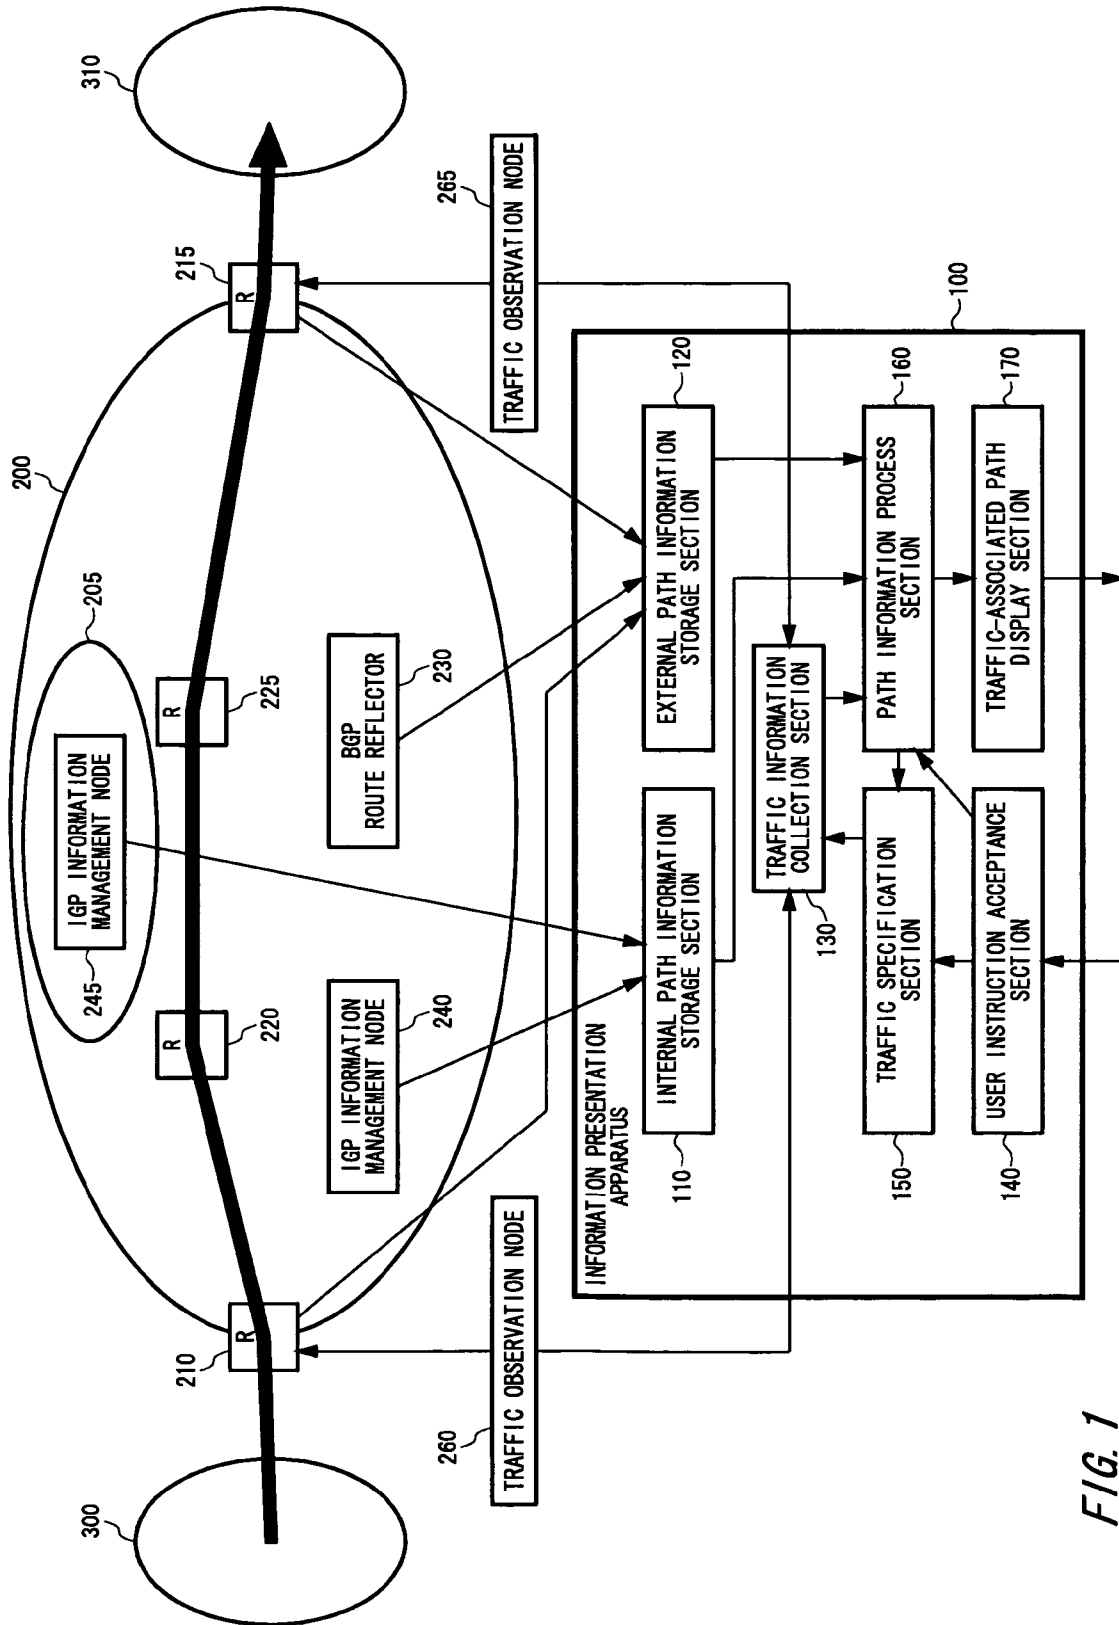 300
310
200
205
IGP INFORMATION
MANAGEMENT NODE
245
R
210
R
220
R
225
R
215
IGP INFORMATION
MANAGEMENT NODE
240
BGP
ROUTE REFLECTOR
230
TRAFFIC OBSERVATION NODE
260
TRAFFIC OBSERVATION NODE
265
INFORMATION PRESENTATION
APPARATUS
100
INTERNAL PATH INFORMATION
STORAGE SECTION
110
EXTERNAL PATH INFORMATION
STORAGE SECTION
120
TRAFFIC INFORMATION
COLLECTION SECTION
130
TRAFFIC SPECIFICATION
SECTION
150
PATH INFORMATION PROCESS
SECTION
160
USER INSTRUCTION ACCEPTANCE
SECTION
140
TRAFFIC-ASSOCIATED PATH
DISPLAY SECTION
170
FIG. 1